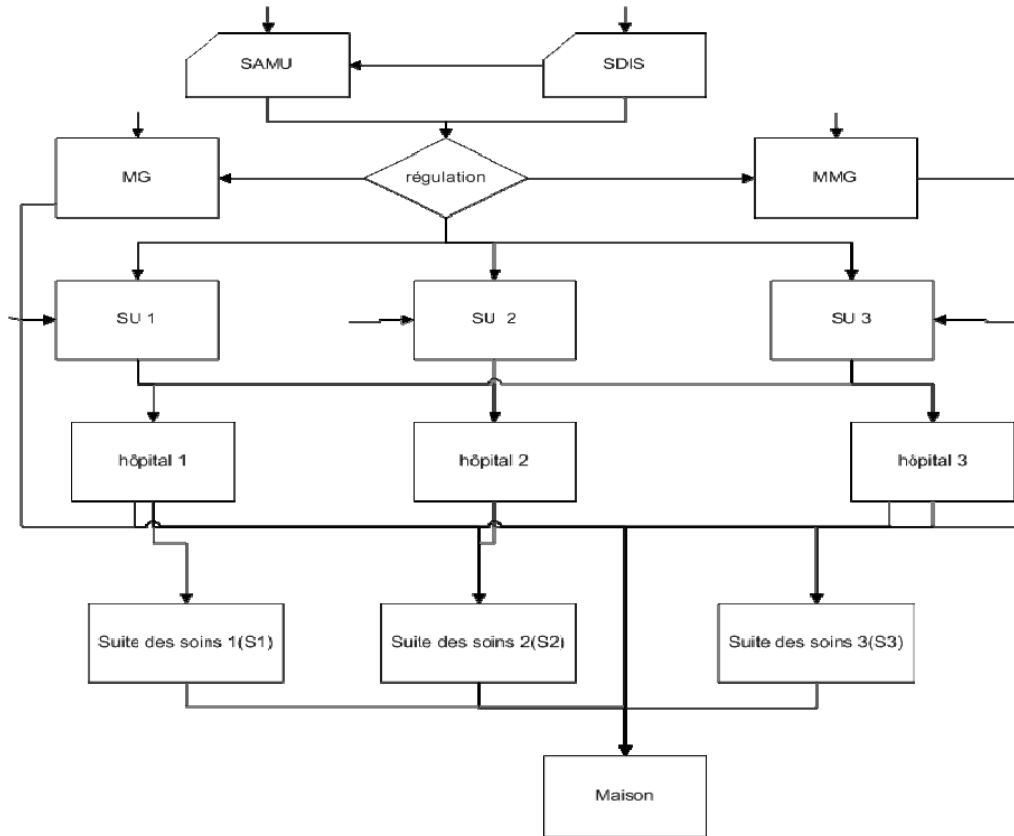 SAMU
SDIS
MG
régulation
MMG
SU 1
SU 2
SU 3
hôpital 1
hôpital 2
hôpital 3
Suite des soins 1(S1)
Suite des soins 2(S2)
Suite des soins 3(S3)
Maison